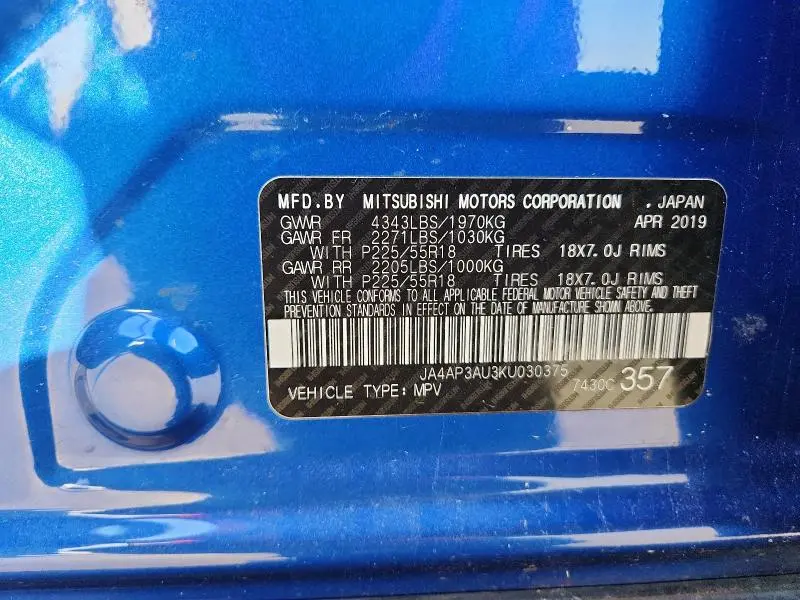 MFD.BY MITSUBISHI MOTORS CORPORATION . JAPAN
GWR 4343LBS/1970KG APR 2019
GAWR FR 2271LBS/1030KG
WITH P225/55R18 TIRES 18X7.0J RIMS
GAWR RR 2205LBS/1000KG
WITH P225/55R18 TIRES 18X7.0J RIMS
THIS VEHICLE CONFORMS TO ALL APPLICABLE FEDERAL MOTOR VEHICLE SAFETY AND THEFT
PREVENTION STANDARDS IN EFFECT ON THE DATE OF MANUFACTURE SHOWN ABOVE.
JA4AP3AU3KU030375
VEHICLE TYPE: MPV 7430C 357